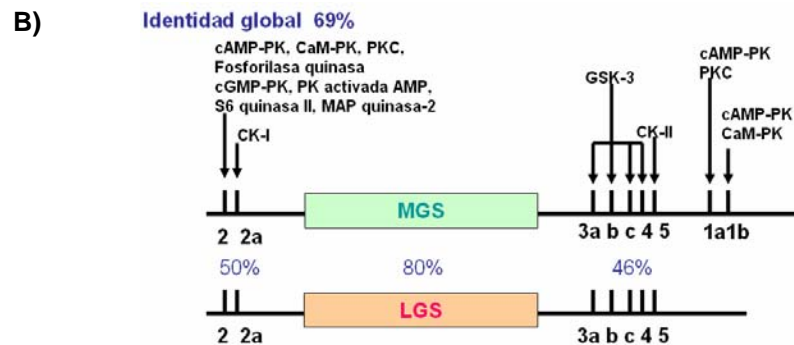 B)
Identidad global 69%
cAMP-PK, CaM-PK, PKC,
Fosforilasa quinasa
cGMP-PK, PK activada AMP,
S6 quinasa II, MAP quinasa-2
CK-I
GSK-3
CK-II
cAMP-PK
PKC
cAMP-PK
CaM-PK
MGS
2 2a
3a b c 4 5
1a1b
50%
80%
46%
LGS
2 2a
3a b c 4 5